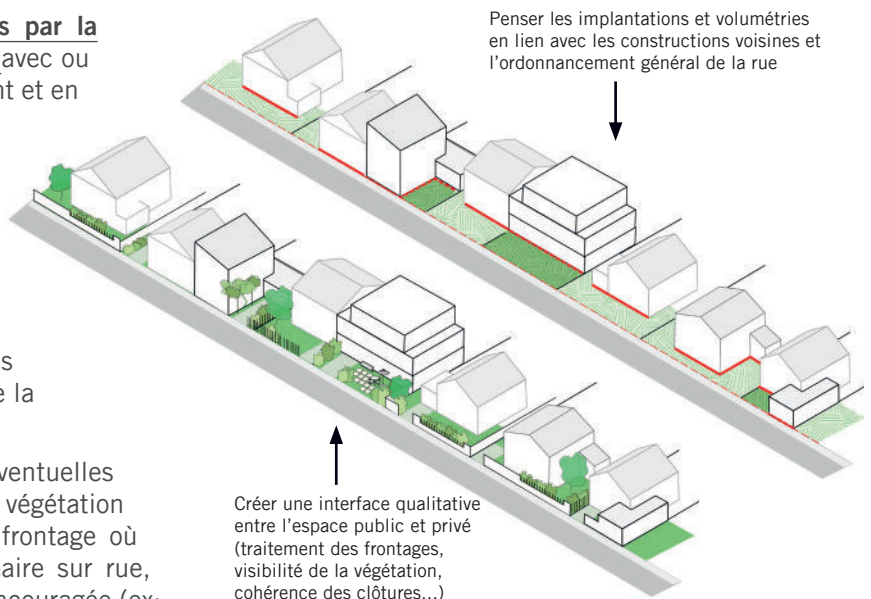 s par la
avec ou
nt et en
s
e la
ventuelles
végétation
frontage où
aire sur rue,
Penser les implantations et volumétries
en lien avec les constructions voisines et
l'ordonnancement général de la rue
Créer une interface qualitative
entre l'espace public et privé
(traitement des frontages,
visibilité de la végétation,
cohérence des clôtures...)